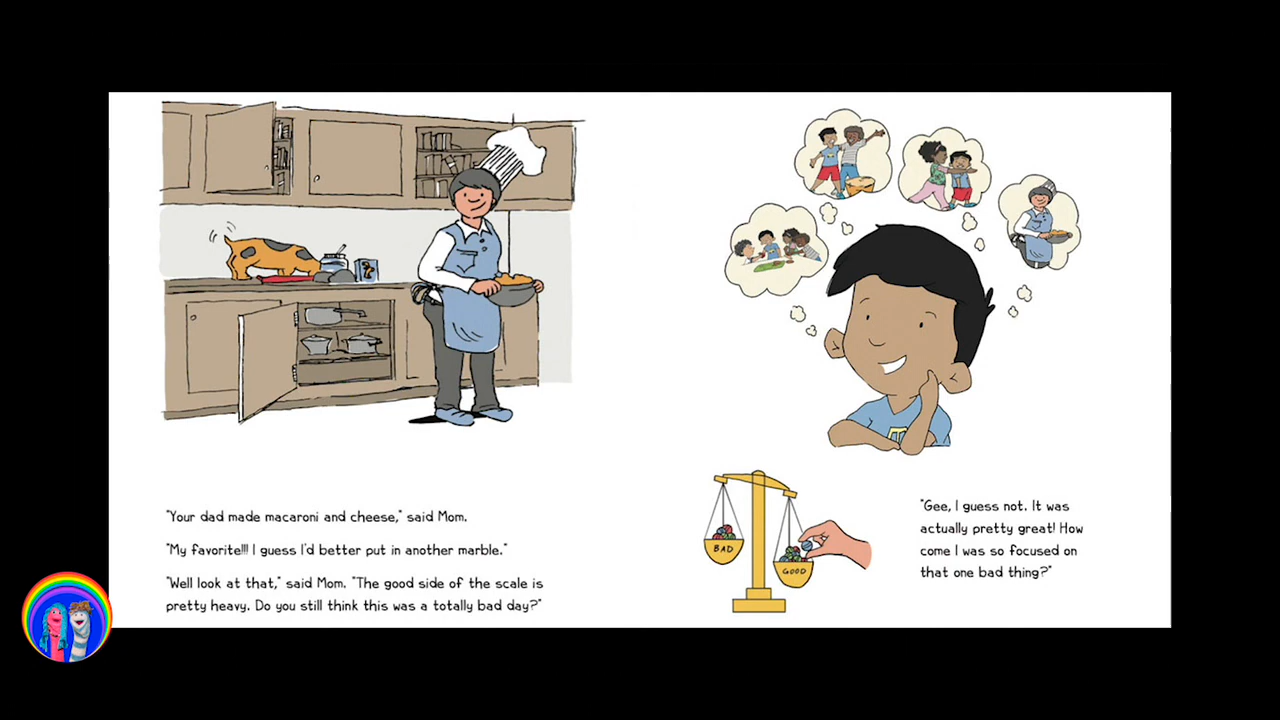 "Your dad made macaroni and cheese," said Mom.
"My favorite!!! I guess I'd better put in another marble."
"Well look at that," said Mom. "The good side of the scale is
pretty heavy. Do you still think this was a totally bad day?"
BAD
GOOD
"Gee, I guess not. It was
actually pretty great! How
come I was so focused on
that one bad thing?"